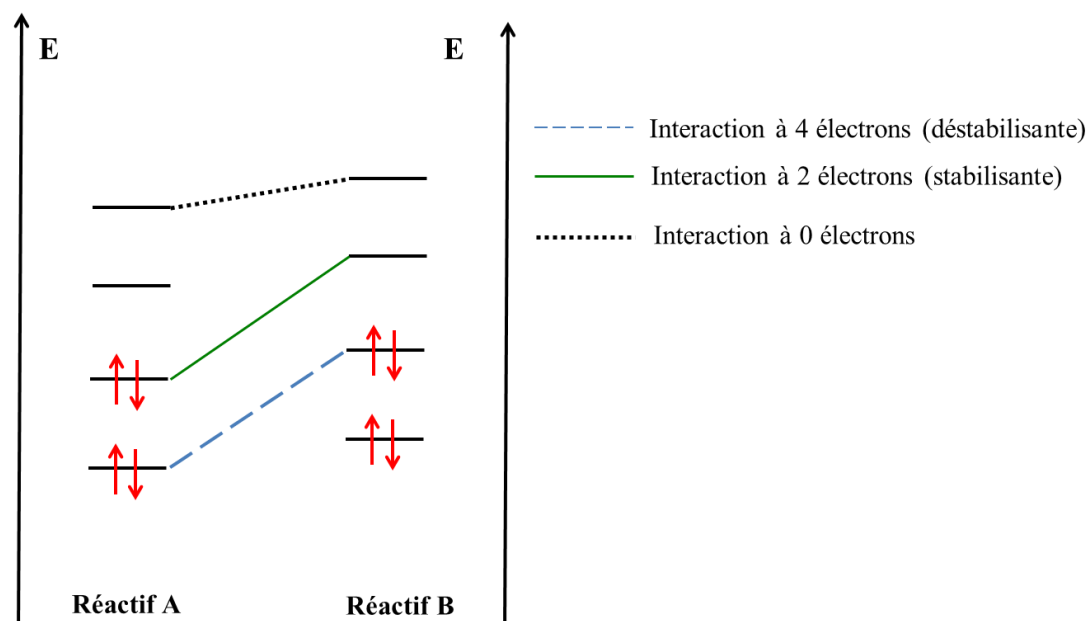 E
E
Interaction à 4 électrons (déstabilisante)
Interaction à 2 électrons (stabilisante)
Interaction à 0 électrons
Réactif A
Réactif B